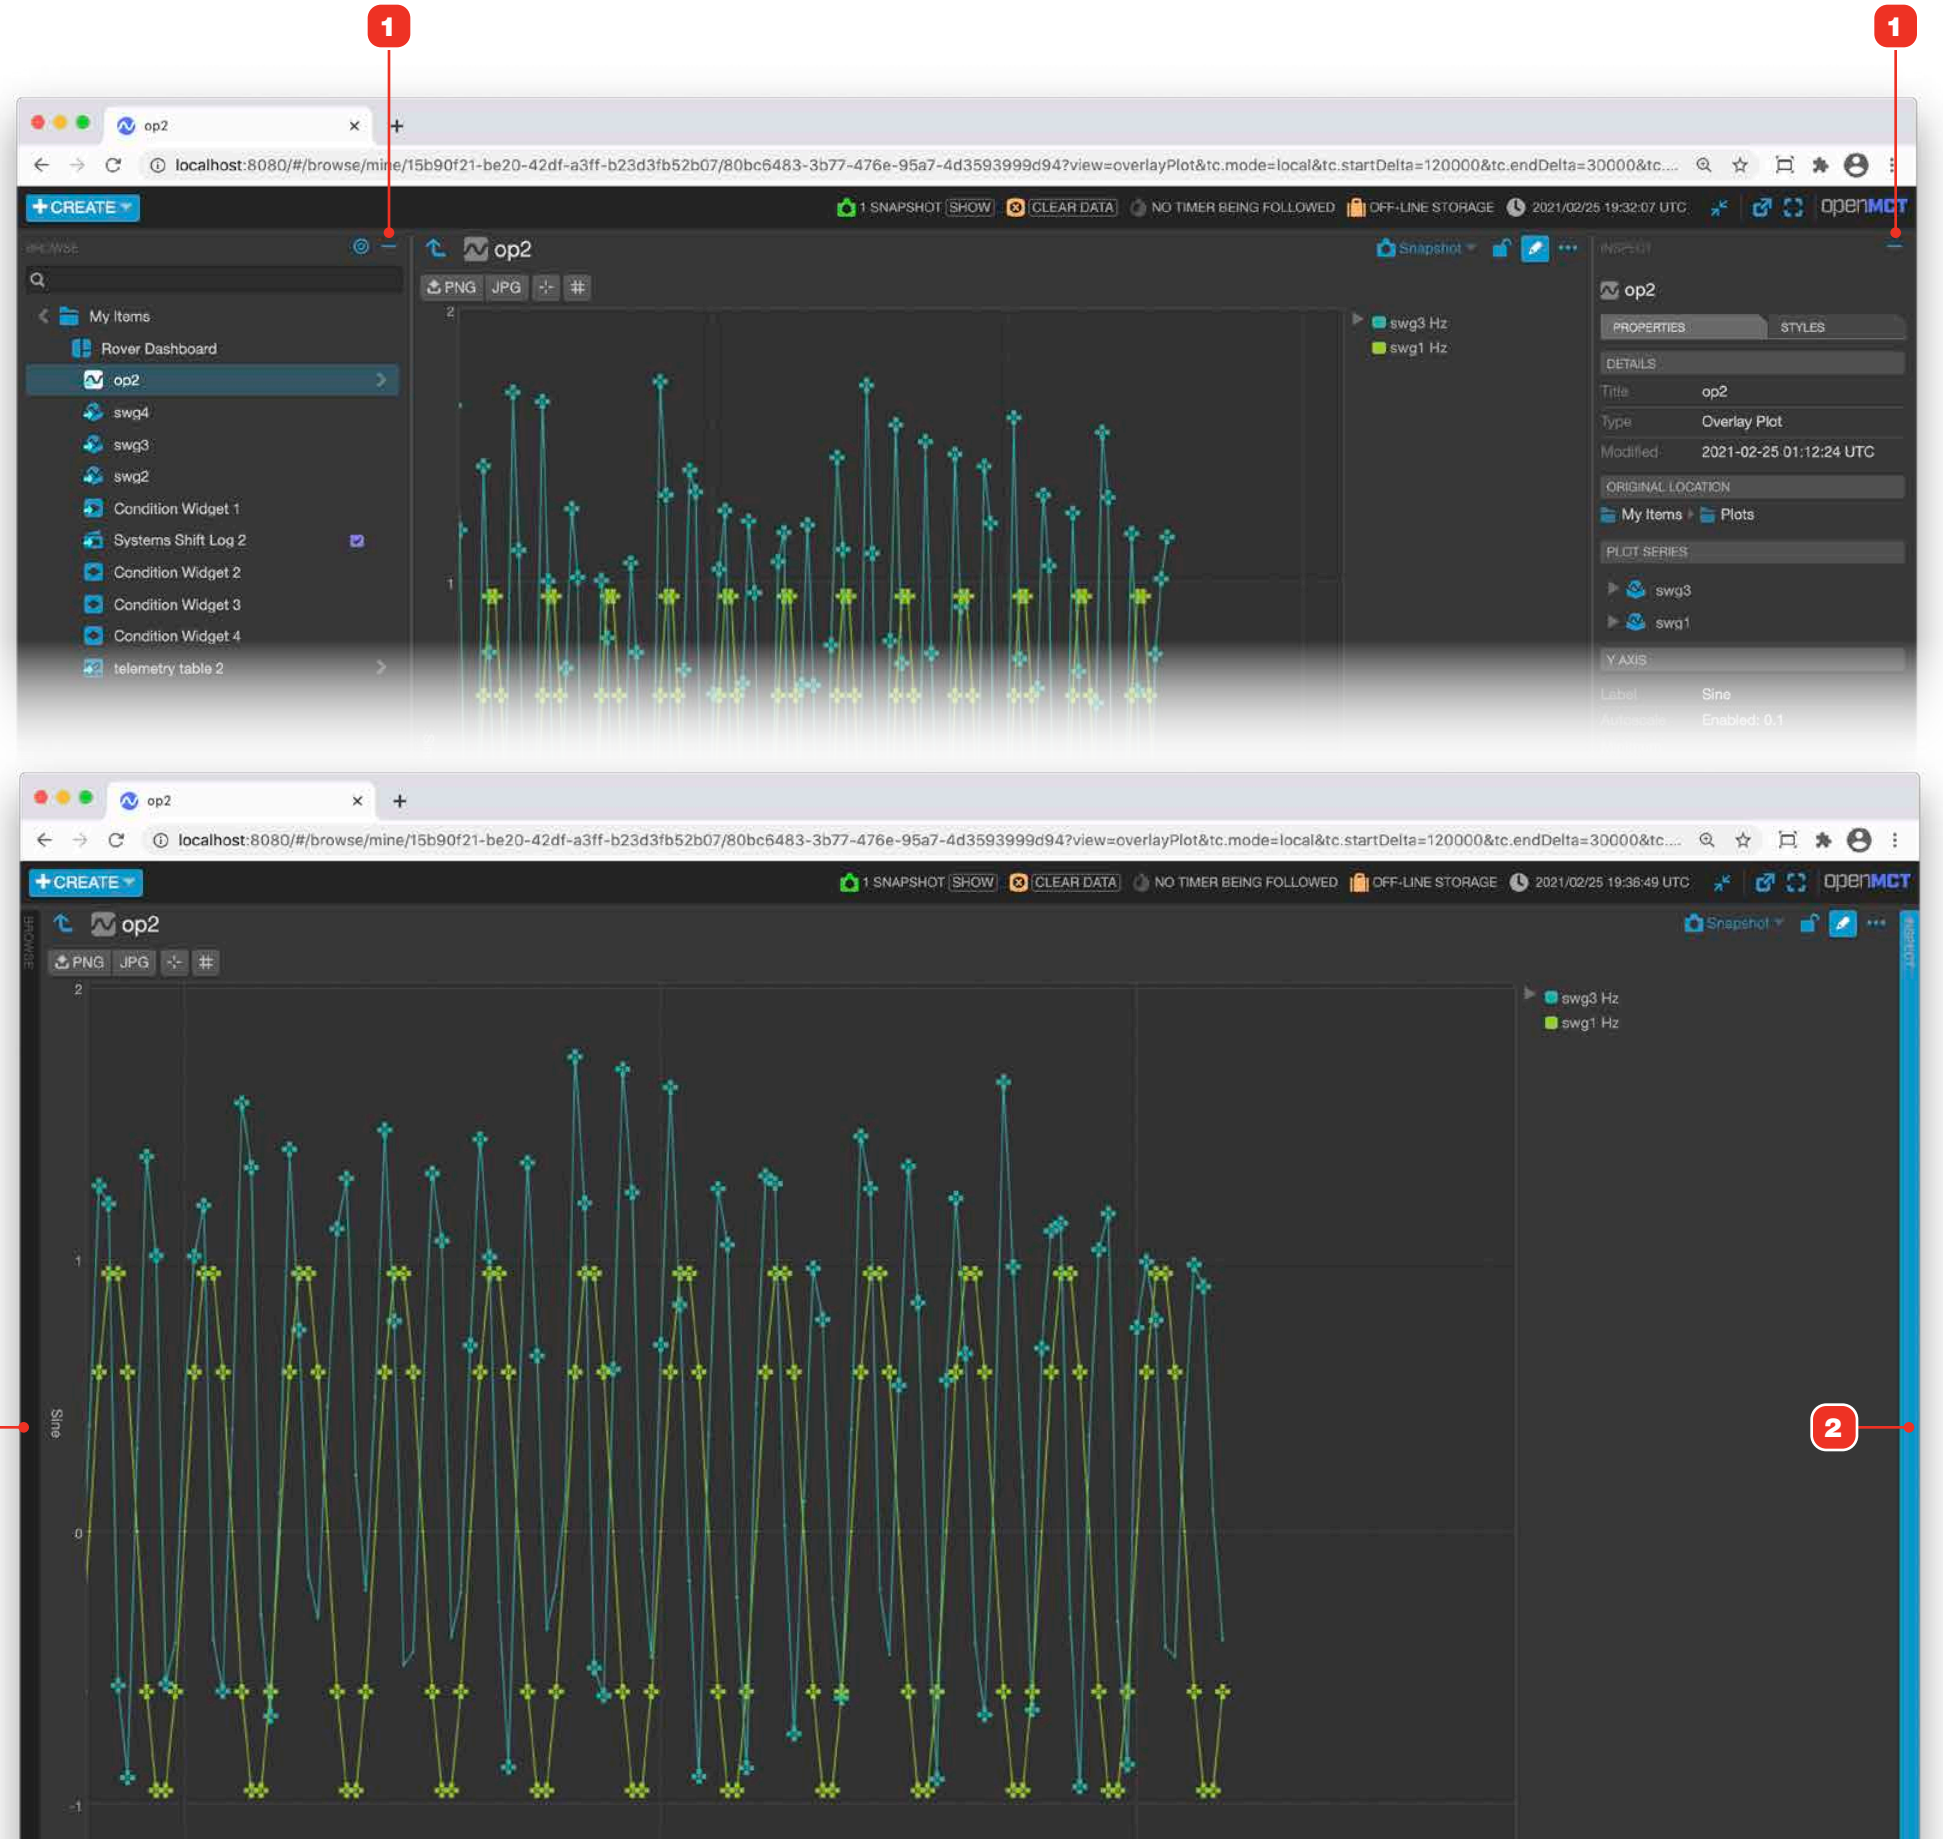 1
1
op2
localhost:8080/#/browse/mine/15b90f21-be20-42df-a3ff-b23d3fb52b07/80bc6483-3b77-476e-95a7-4d3593999d94?view=overlayPlot&tc.mode=local&tc.startDelta=120000&tc.endDelta=30000&tc....
CREATE
1 SNAPSHOT SHOW CLEAR DATA NO TIMER BEING FOLLOWED OFF-LINE STORAGE 2021/02/25 19:32:07 UTC openMCT
BROWSE
op2
Snapshot
INSPECT
PNG JPG
op2
My Items
Rover Dashboard
op2
swg4
swg3
swg2
Condition Widget 1
Systems Shift Log 2
Condition Widget 2
Condition Widget 3
Condition Widget 4
telemetry table 2
2
1
swg3 Hz
swg1 Hz
PROPERTIES STYLES
DETAILS
Title op2
Type Overlay Plot
Modified 2021-02-25 01:12:24 UTC
ORIGINAL LOCATION
My Items Plots
PLOT SERIES
swg3
swg1
Y AXIS
Label Sine
Autoscale Enabled: 0.1
op2
localhost:8080/#/browse/mine/15b90f21-be20-42df-a3ff-b23d3fb52b07/80bc6483-3b77-476e-95a7-4d3593999d94?view=overlayPlot&tc.mode=local&tc.startDelta=120000&tc.endDelta=30000&tc....
CREATE
1 SNAPSHOT SHOW CLEAR DATA NO TIMER BEING FOLLOWED OFF-LINE STORAGE 2021/02/25 19:36:49 UTC openMCT
BROWSE
op2
Snapshot
INSPECT
PNG JPG
2
1
Sine
0
-1
swg3 Hz
swg1 Hz
2